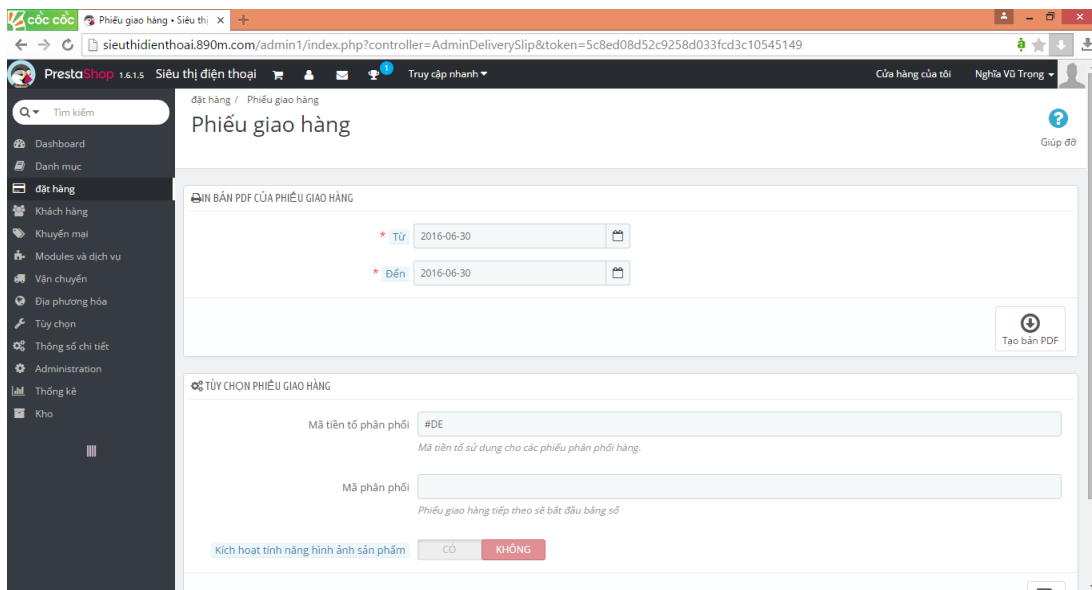 cốc cốc Phiếu giao hàng • Siêu thị
sieuthidienthoai.890m.com/admin1/index.php?controller=AdminDeliverySlip&token=5c8ed08d52c9258d033fcd3c10545149
PrestaShop 1.6.1.5 Siêu thị điện thoại 1 Truy cập nhanh Cửa hàng của tôi Nghĩa Vũ Trọng
Tìm kiếm
Dashboard
Danh mục
đặt hàng
Khách hàng
Khuyến mại
Modules và dịch vụ
Vận chuyển
Địa phương hóa
Tùy chọn
Thông số chi tiết
Administration
Thống kê
Kho
đặt hàng / Phiếu giao hàng
Phiếu giao hàng
Giúp đỡ
IN BẢN PDF CỦA PHIẾU GIAO HÀNG
* Từ 2016-06-30
* Đến 2016-06-30
Tạo bản PDF
TÙY CHỌN PHIẾU GIAO HÀNG
Mã tiền tố phân phối #DE
Mã tiền tố sử dụng cho các phiếu phân phối hàng.
Mã phân phối
Phiếu giao hàng tiếp theo sẽ bắt đầu bằng số
Kích hoạt tính năng hình ảnh sản phẩm CÓ KHÔNG